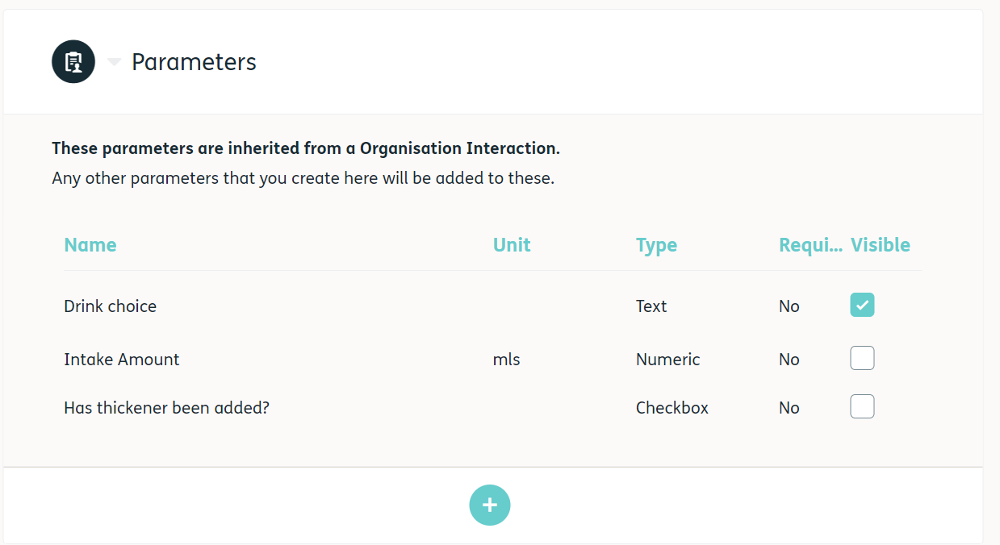 Parameters
These parameters are inherited from a Organisation Interaction.
Any other parameters that you create here will be added to these.
Name Unit Type Requi... Visible
Drink choice Text No
Intake Amount mls Numeric No
Has thickener been added? Checkbox No